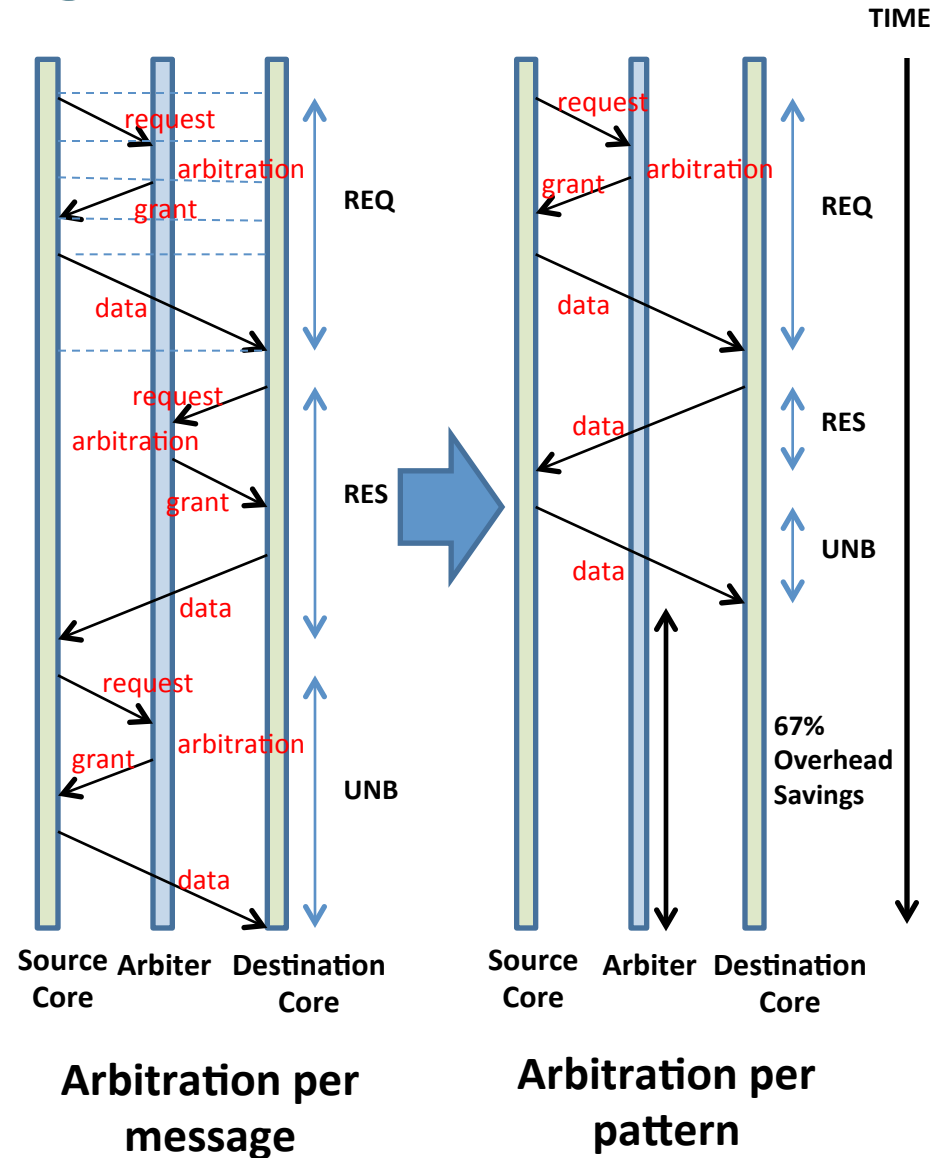 TIME
request
arbitration
grant
REQ
data
request
arbitration
grant
RES
data
request
arbitration
grant
UNB
data
Source Core
Arbiter
Destination Core
Arbitration per
message
request
arbitration
grant
REQ
data
data
RES
data
UNB
67%
Overhead
Savings
Source Core
Arbiter
Destination Core
Arbitration per
pattern